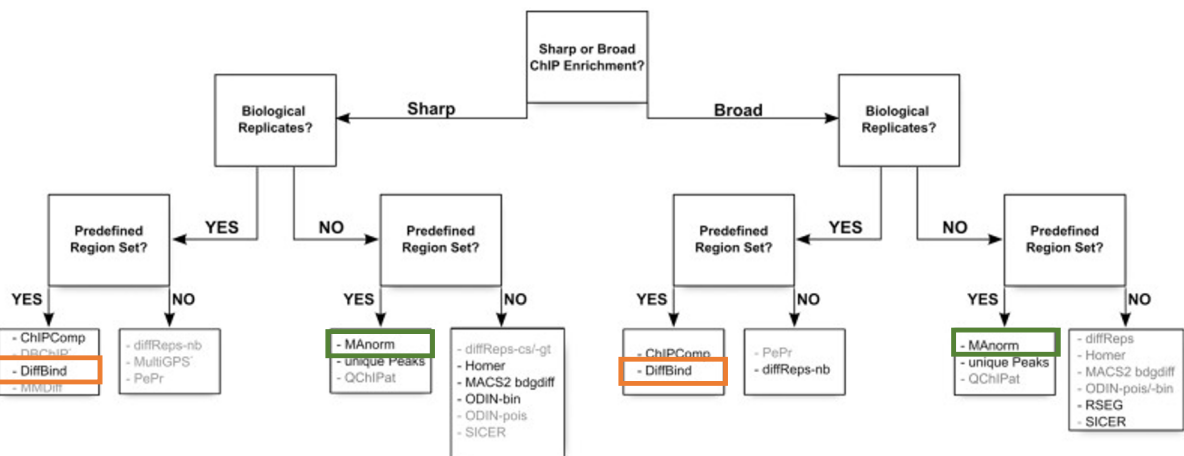 Sharp or Broad
ChIP Enrichment?
Sharp
Broad
Biological
Replicates?
Biological
Replicates?
YES
NO
YES
NO
Predefined
Region Set?
Predefined
Region Set?
Predefined
Region Set?
Predefined
Region Set?
YES
NO
YES
NO
YES
NO
YES
NO
- ChIPComp
- DBChIP*
- DiffBind
- MMDiff
- diffReps-nb
- MultiGPS*
- PePr
- MAnorm
- unique Peaks
- QChIPat
- diffReps-cs/-gt
- Homer
- MACS2 bdgdiff
- ODIN-bin
- ODIN-pois
- SICER
- ChIPComp
- DiffBind
- PePr
- diffReps-nb
- MAnorm
- unique Peaks
- QChIPat
- diffReps
- Homer
- MACS2 bdgdiff
- ODIN-pois/-bin
- RSEG
- SICER